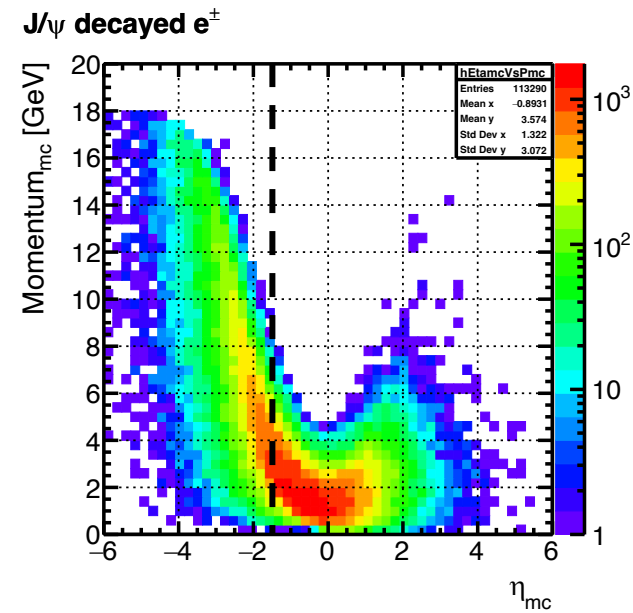 J/ψ decayed e±
Momentum_mc [GeV]
20
18
16
14
12
10
8
6
4
2
0
hEtamcVsPmc
Entries 113290
Mean x −0.8931
Mean y 3.574
Std Dev x 1.322
Std Dev y 3.072
10³
10²
10
1
−6 −4 −2 0 2 4 6
η_mc